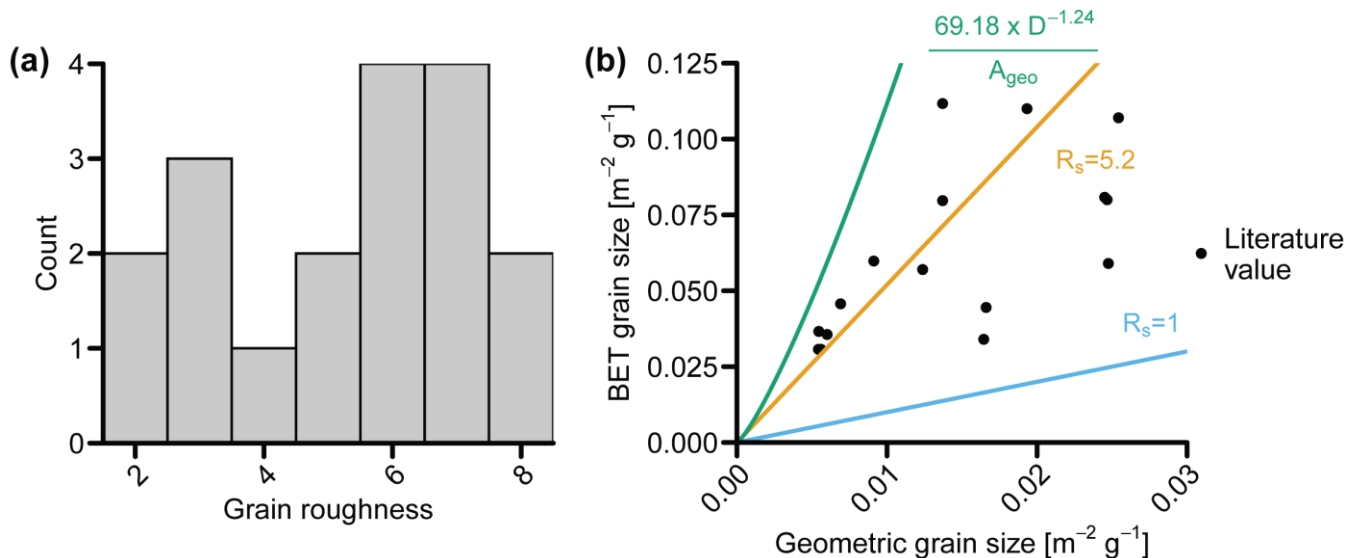 (a)
4
3
2
1
0
Count
2
4
6
8
Grain roughness
(b)
69.18 x D⁻¹·²⁴
A_geo
0.125
0.100
0.075
0.050
0.025
0.000
BET grain size [m⁻² g⁻¹]
R_s=5.2
R_s=1
Literature
value
0.00
0.01
0.02
0.03
Geometric grain size [m⁻² g⁻¹]